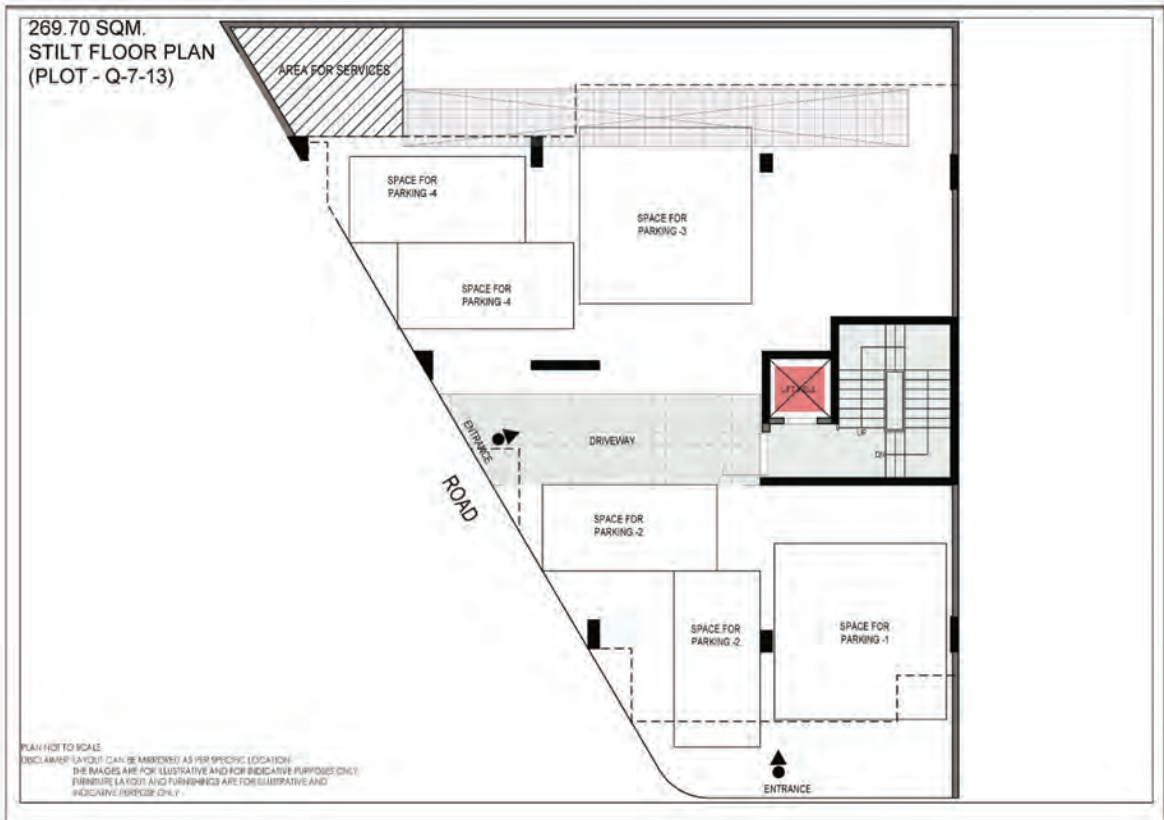 269.70 SQM.
STILT FLOOR PLAN
(PLOT - Q-7-13)
AREA FOR SERVICES
SPACE FOR
PARKING -4
SPACE FOR
PARKING -3
SPACE FOR
PARKING -4
LIFT WELL
UP
DN
ENTRANCE
DRIVEWAY
ROAD
SPACE FOR
PARKING -2
SPACE FOR
PARKING -2
SPACE FOR
PARKING -1
ENTRANCE
PLAN NOT TO SCALE
DISCLAIMER: LAYOUT CAN BE MIRRORED AS PER SPECIFIC LOCATION
THE IMAGES ARE FOR ILLUSTRATIVE AND FOR INDICATIVE PURPOSES ONLY.
FURNITURE LAYOUT AND FURNISHINGS ARE FOR ILLUSTRATIVE AND
INDICATIVE PURPOSE ONLY.